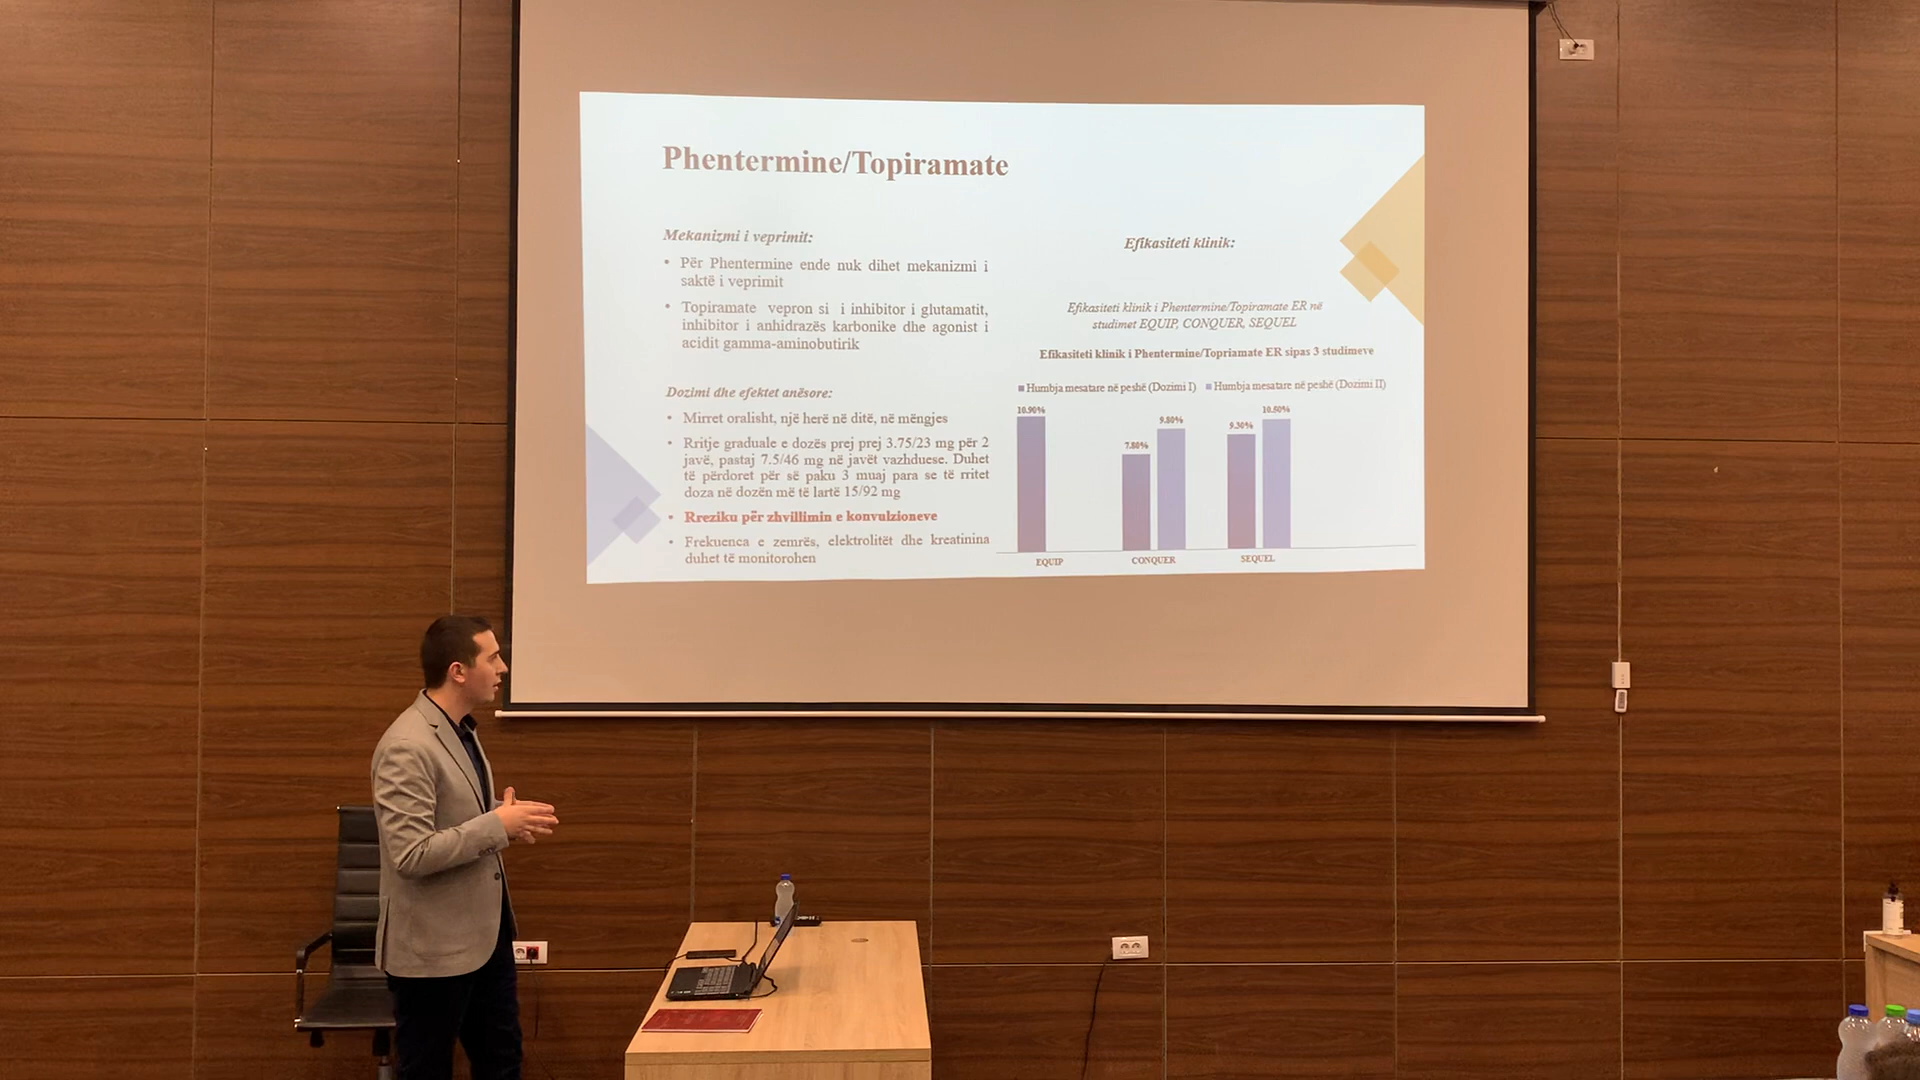 Phentermine/Topiramate
Mekanizmi i veprimit:
• Për Phentermine ende nuk dihet mekanizmi i
saktë i veprimit
• Topiramate vepron si i inhibitor i glutamatit,
inhibitor i anhidrazës karbonike dhe agonist i
acidit gamma-aminobutirik
Dozimi dhe efektet anësore:
• Mirret oralisht, një herë në ditë, në mëngjes
• Rritje graduale e dozës prej prej 3.75/23 mg për 2
javë, pastaj 7.5/46 mg në javët vazhduese. Duhet
të përdoret për së paku 3 muaj para se të rritet
doza në dozën më të lartë 15/92 mg
• Rreziku për zhvillimin e konvulzioneve
• Frekuenca e zemrës, elektrolitët dhe kreatinina
duhet të monitorohen
Efikasiteti klinik:
Efikasiteti klinik i Phentermine/Topiramate ER në
studimet EQUIP, CONQUER, SEQUEL
Efikasiteti klinik i Phentermine/Topriamate ER sipas 3 studimeve
Humbja mesatare në peshë (Dozimi I) Humbja mesatare në peshë (Dozimi II)
10.90%
7.80%
9.80%
9.30%
10.50%
EQUIP CONQUER SEQUEL